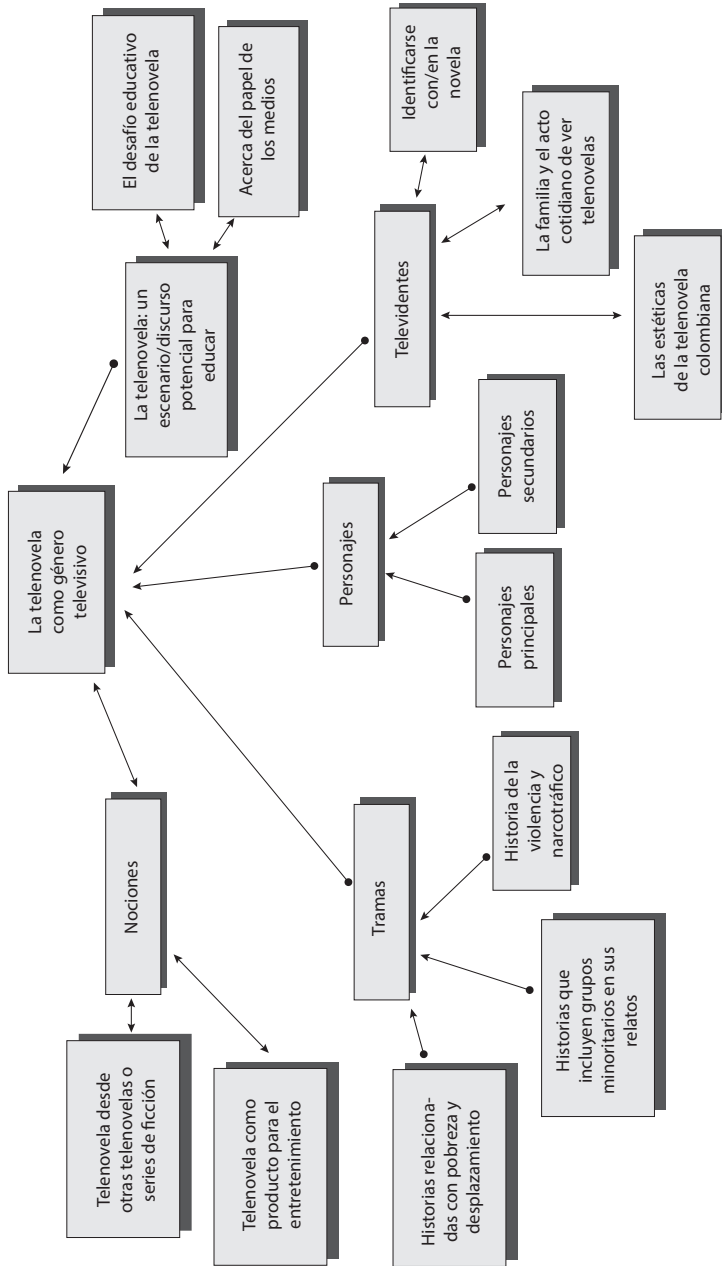 La telenovela
como género
televisivo
Nociones
Telenovela desde
otras telenovelas o
series de ficción
Telenovela como
producto para el
entretenimiento
La telenovela: un
escenario/discurso
potencial para
educar
El desafío educativo
de la telenovela
Acerca del papel de
los medios
Tramas
Historias relaciona-
das con pobreza y
desplazamiento
Historias que
incluyen grupos
minoritarios en sus
relatos
Historia de la
violencia y
narcotráfico
Personajes
Personajes
principales
Personajes
secundarios
Televidentes
Identificarse
con/en la
novela
La familia y el acto
cotidiano de ver
telenovelas
Las estéticas
de la telenovela
colombiana